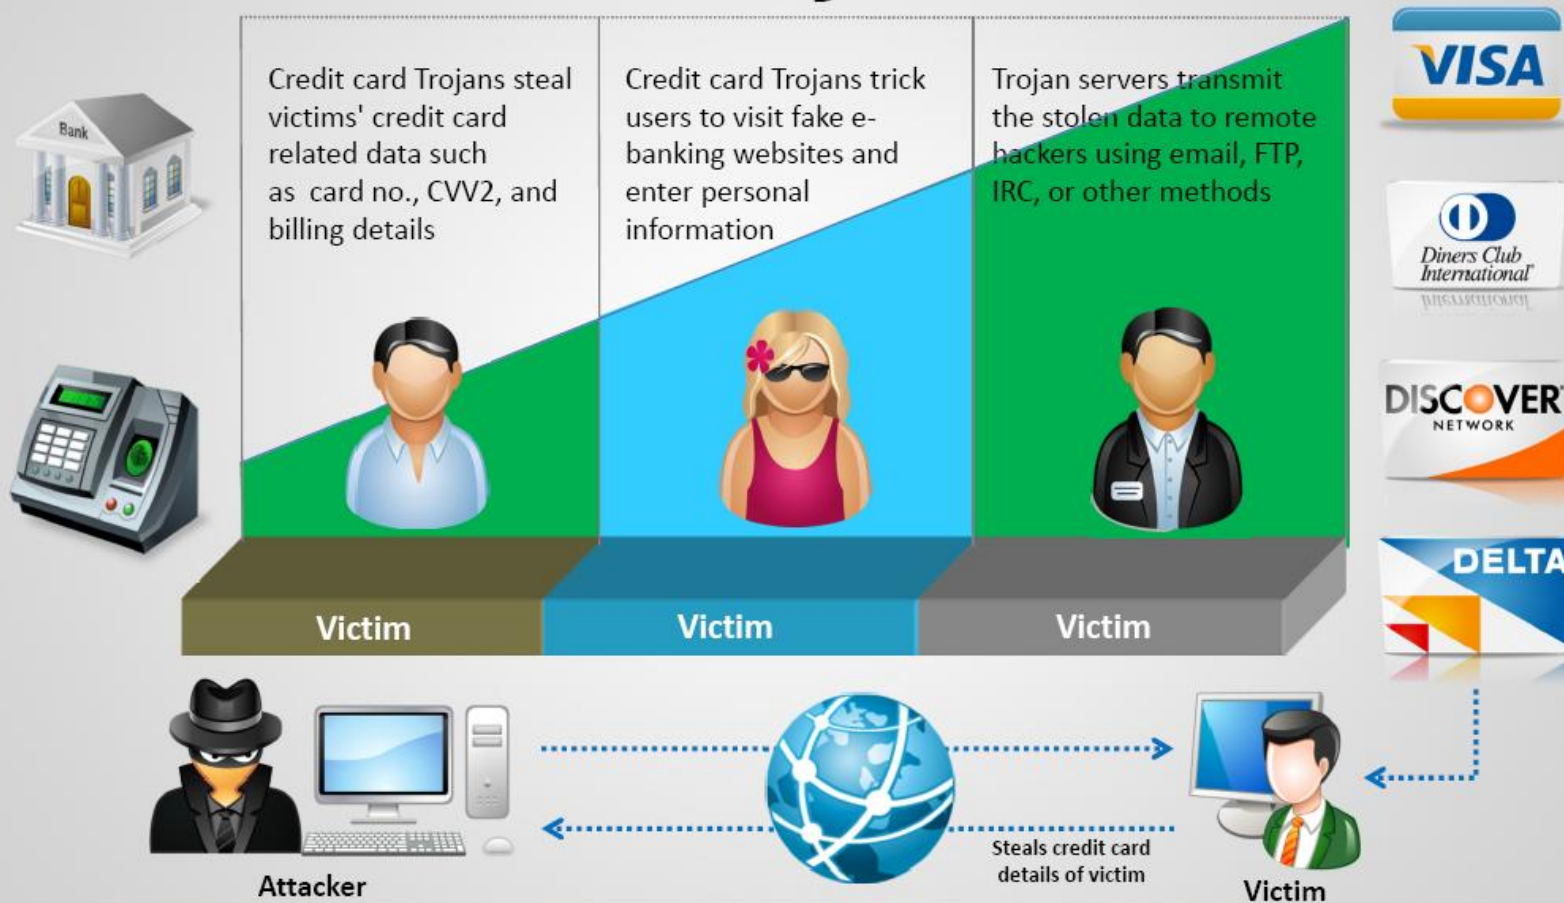 Bank
Credit card Trojans steal
victims' credit card
related data such
as card no., CVV2, and
billing details
Credit card Trojans trick
users to visit fake e-
banking websites and
enter personal
information
Trojan servers transmit
the stolen data to remote
hackers using email, FTP,
IRC, or other methods
VISA
Diners Club
International
DISCOVER
NETWORK
DELTA
Victim
Victim
Victim
Steals credit card
details of victim
Attacker
Victim